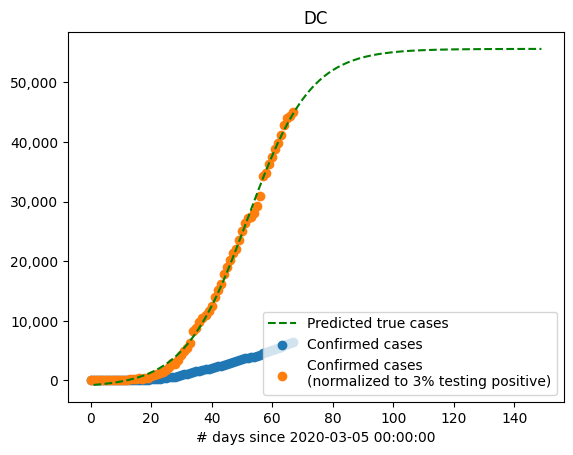 DC
50,000
40,000
30,000
20,000
10,000
0
Predicted true cases
Confirmed cases
Confirmed cases
(normalized to 3% testing positive)
0 20 40 60 80 100 120 140
# days since 2020-03-05 00:00:00